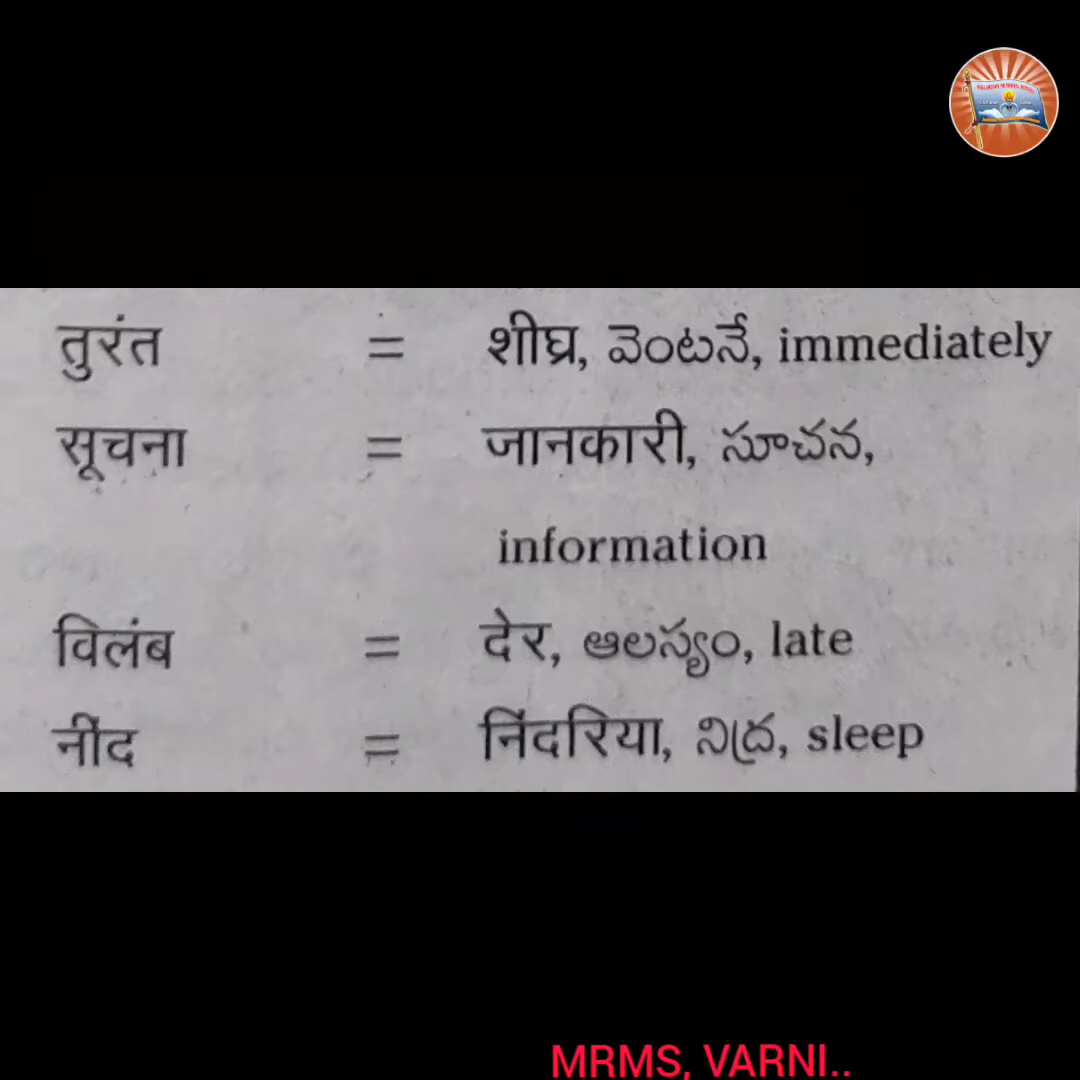 तुरंत = शीघ्र, వెంటనే, immediately
सूचना = जानकारी, సూచన,
information
विलंब = देर, ఆలస్యం, late
नींद = निंदरिया, నిద్ర, sleep
MRMS, VARNI..